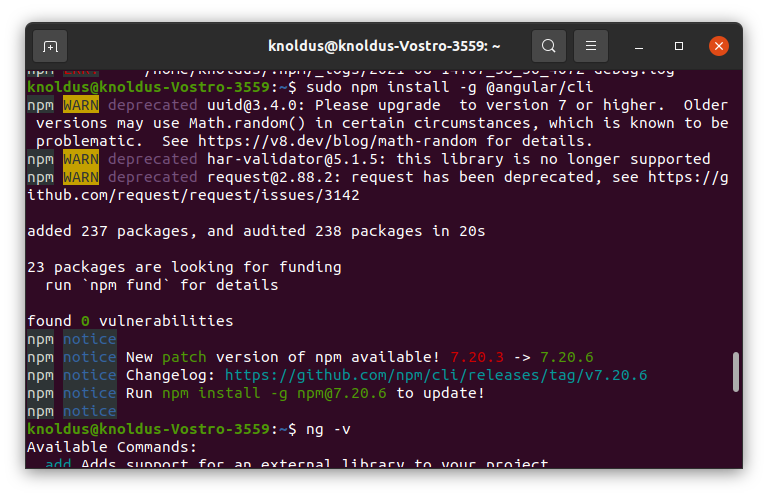 knoldus@knoldus-Vostro-3559: ~
knoldus@knoldus-Vostro-3559:~$ sudo npm install -g @angular/cli
npm WARN deprecated uuid@3.4.0: Please upgrade  to version 7 or higher.  Older
 versions may use Math.random() in certain circumstances, which is known to be
 problematic.  See https://v8.dev/blog/math-random for details.
npm WARN deprecated har-validator@5.1.5: this library is no longer supported
npm WARN deprecated request@2.88.2: request has been deprecated, see https://g
ithub.com/request/request/issues/3142
added 237 packages, and audited 238 packages in 20s
23 packages are looking for funding
  run `npm fund` for details
found 0 vulnerabilities
npm notice
npm notice New patch version of npm available! 7.20.3 -> 7.20.6
npm notice Changelog: https://github.com/npm/cli/releases/tag/v7.20.6
npm notice Run npm install -g npm@7.20.6 to update!
npm notice
knoldus@knoldus-Vostro-3559:~$ ng -v
Available Commands:
  add Adds support for an external library to your project.